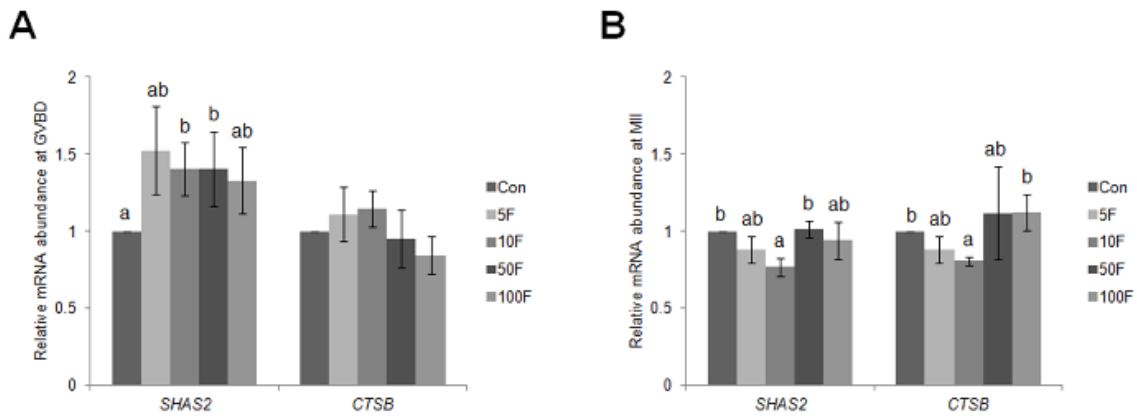 A
Relative mRNA abundance at GVBD
2
1.5
1
0.5
0
a
ab
b
b
ab
SHAS2
CTSB
Con
5F
10F
50F
100F
B
Relative mRNA abundance at MII
2
1.5
1
0.5
0
b
ab
a
b
ab
b
ab
a
ab
b
SHAS2
CTSB
Con
5F
10F
50F
100F